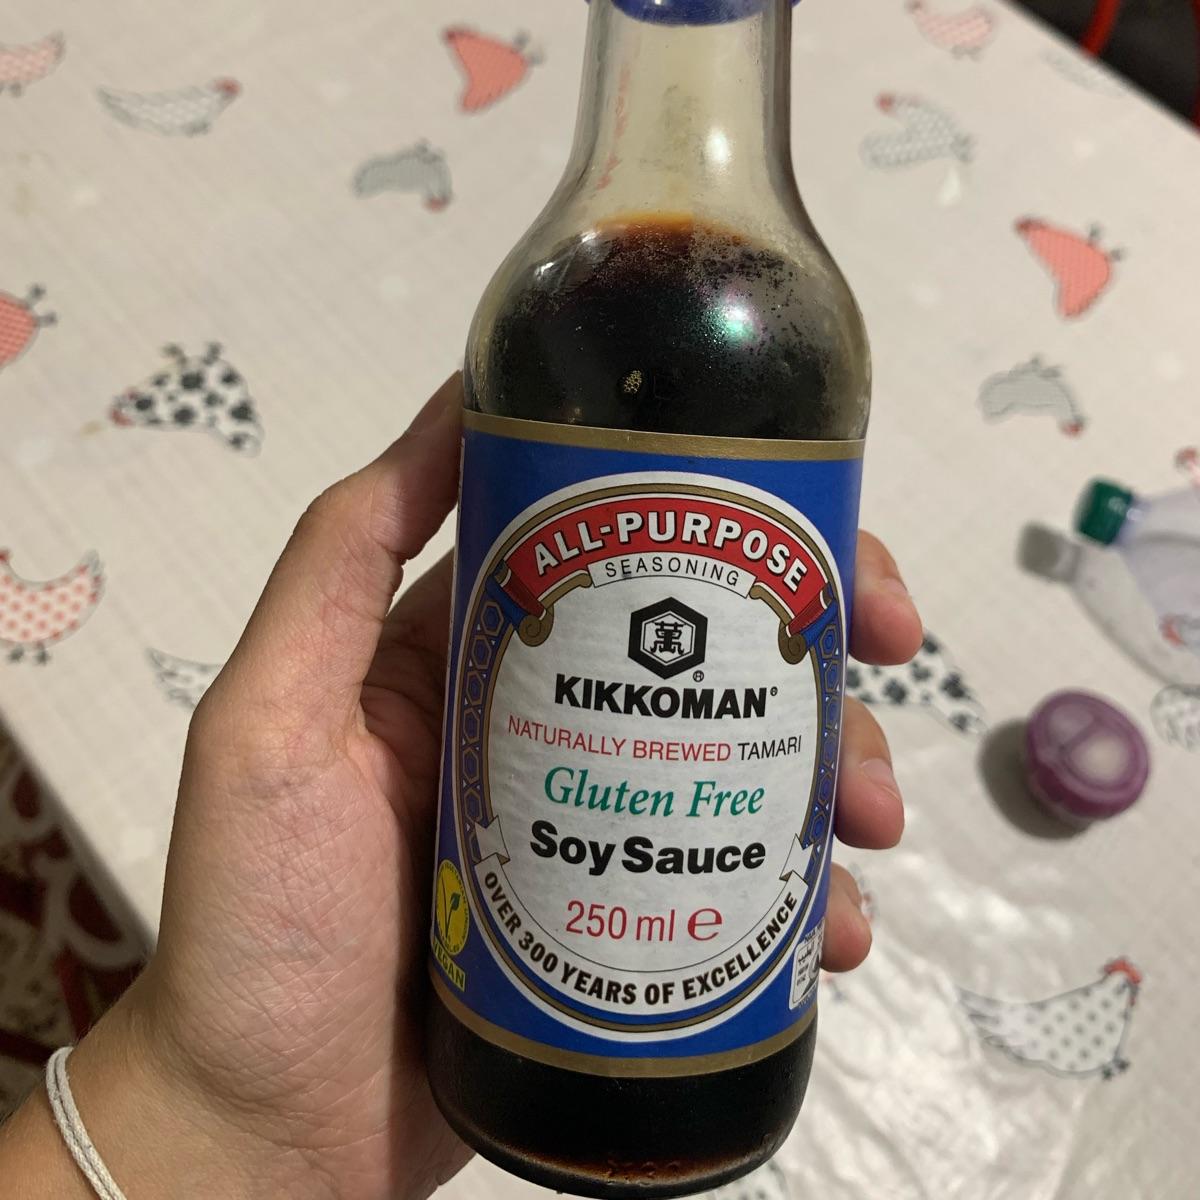 ALL-PURPOSE
SEASONING
萬
KIKKOMAN®
NATURALLY BREWED TAMARI
Gluten Free
Soy Sauce
250 ml e
OVER 300 YEARS OF EXCELLENCE
VEGAN